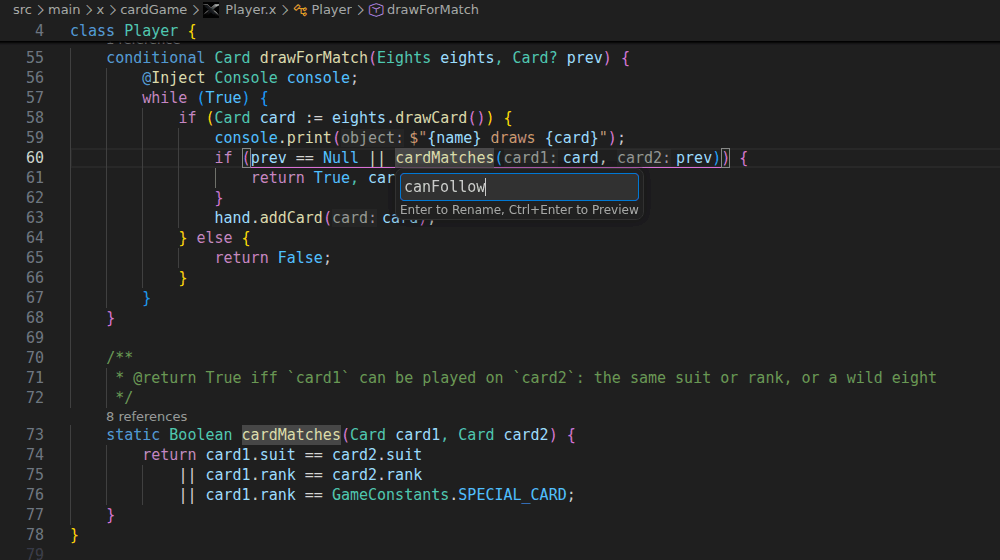 src > main > x > cardGame > Player.x > Player > drawForMatch
4 class Player {
55 conditional Card drawForMatch(Eights eights, Card? prev) {
56 @Inject Console console;
57 while (True) {
58 if (Card card := eights.drawCard()) {
59 console.print(object: $"{name} draws {card}");
60 if (prev == Null || cardMatches(card1: card, card2: prev)) {
61 return True, car
canFollow
62 }
Enter to Rename, Ctrl+Enter to Preview
63 hand.addCard(card: card);
64 } else {
65 return False;
66 }
67 }
68 }
69
70 /**
71 * @return True iff `card1` can be played on `card2`: the same suit or rank, or a wild eight
72 */
8 references
73 static Boolean cardMatches(Card card1, Card card2) {
74 return card1.suit == card2.suit
75 || card1.rank == card2.rank
76 || card1.rank == GameConstants.SPECIAL_CARD;
77 }
78 }
79